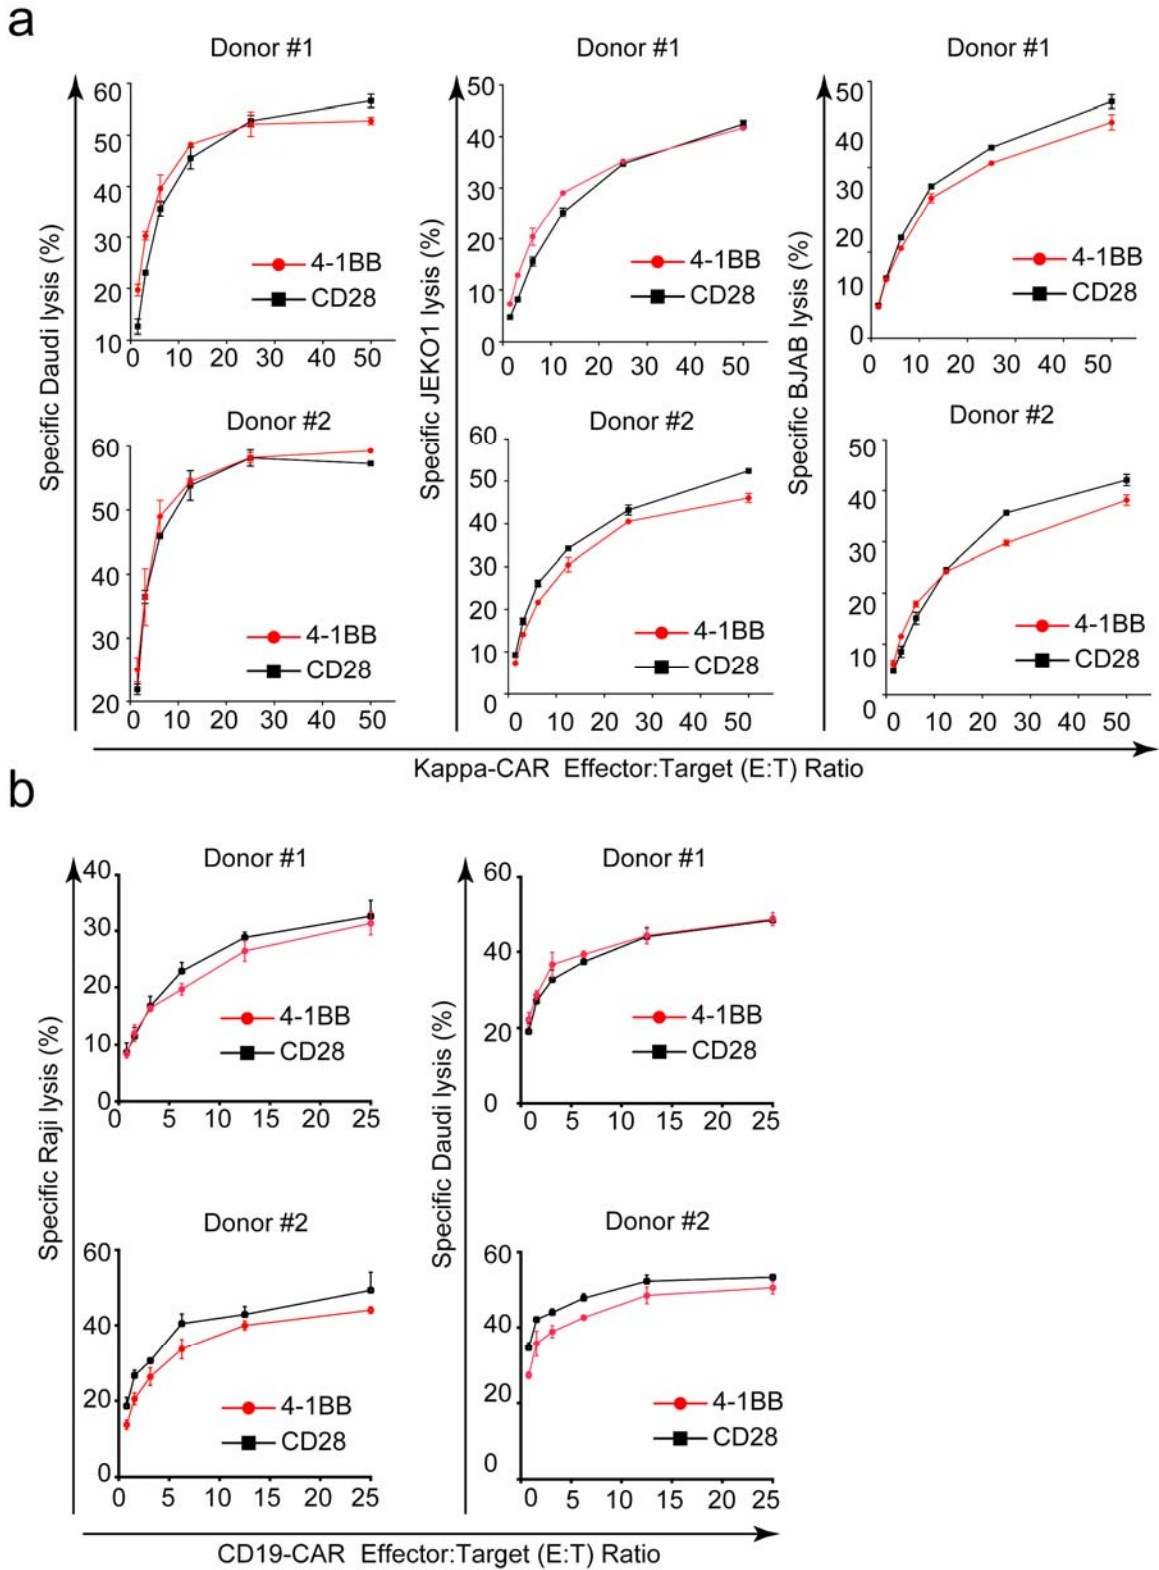 a
Donor #1
Donor #1
Donor #1
Specific Daudi lysis (%)
60
50
40
30
20
10
4-1BB
CD28
0 10 20 30 40 50
Specific JEKO1 lysis (%)
50
40
30
20
10
0
4-1BB
CD28
0 10 20 30 40 50
Specific BJAB lysis (%)
50
40
30
20
10
0
4-1BB
CD28
0 10 20 30 40 50
Donor #2
Donor #2
Donor #2
60
50
40
30
20
4-1BB
CD28
0 10 20 30 40 50
60
50
40
30
20
10
0
4-1BB
CD28
0 10 20 30 40 50
50
40
30
20
10
0
4-1BB
CD28
0 10 20 30 40 50
Kappa-CAR Effector:Target (E:T) Ratio
b
Donor #1
Donor #1
Specific Raji lysis (%)
40
30
20
10
0
4-1BB
CD28
0 5 10 15 20 25
Specific Daudi lysis (%)
60
40
20
0
4-1BB
CD28
0 5 10 15 20 25
Donor #2
Donor #2
60
40
20
0
4-1BB
CD28
0 5 10 15 20 25
60
40
20
0
4-1BB
CD28
0 5 10 15 20 25
CD19-CAR Effector:Target (E:T) Ratio